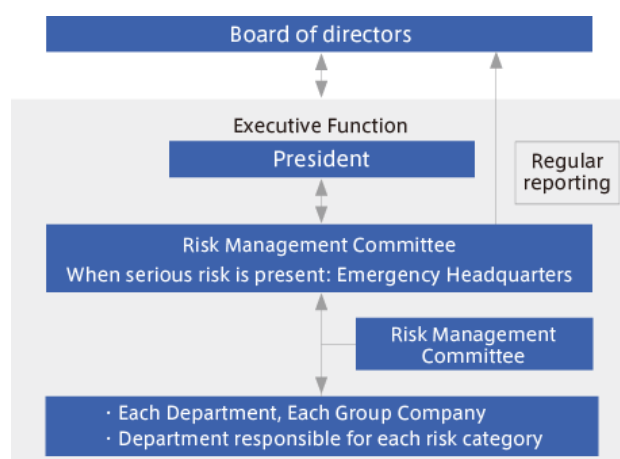 Board of directors
Executive Function
President
Regular
reporting
Risk Management Committee
When serious risk is present: Emergency Headquarters
Risk Management
Committee
· Each Department, Each Group Company
· Department responsible for each risk category